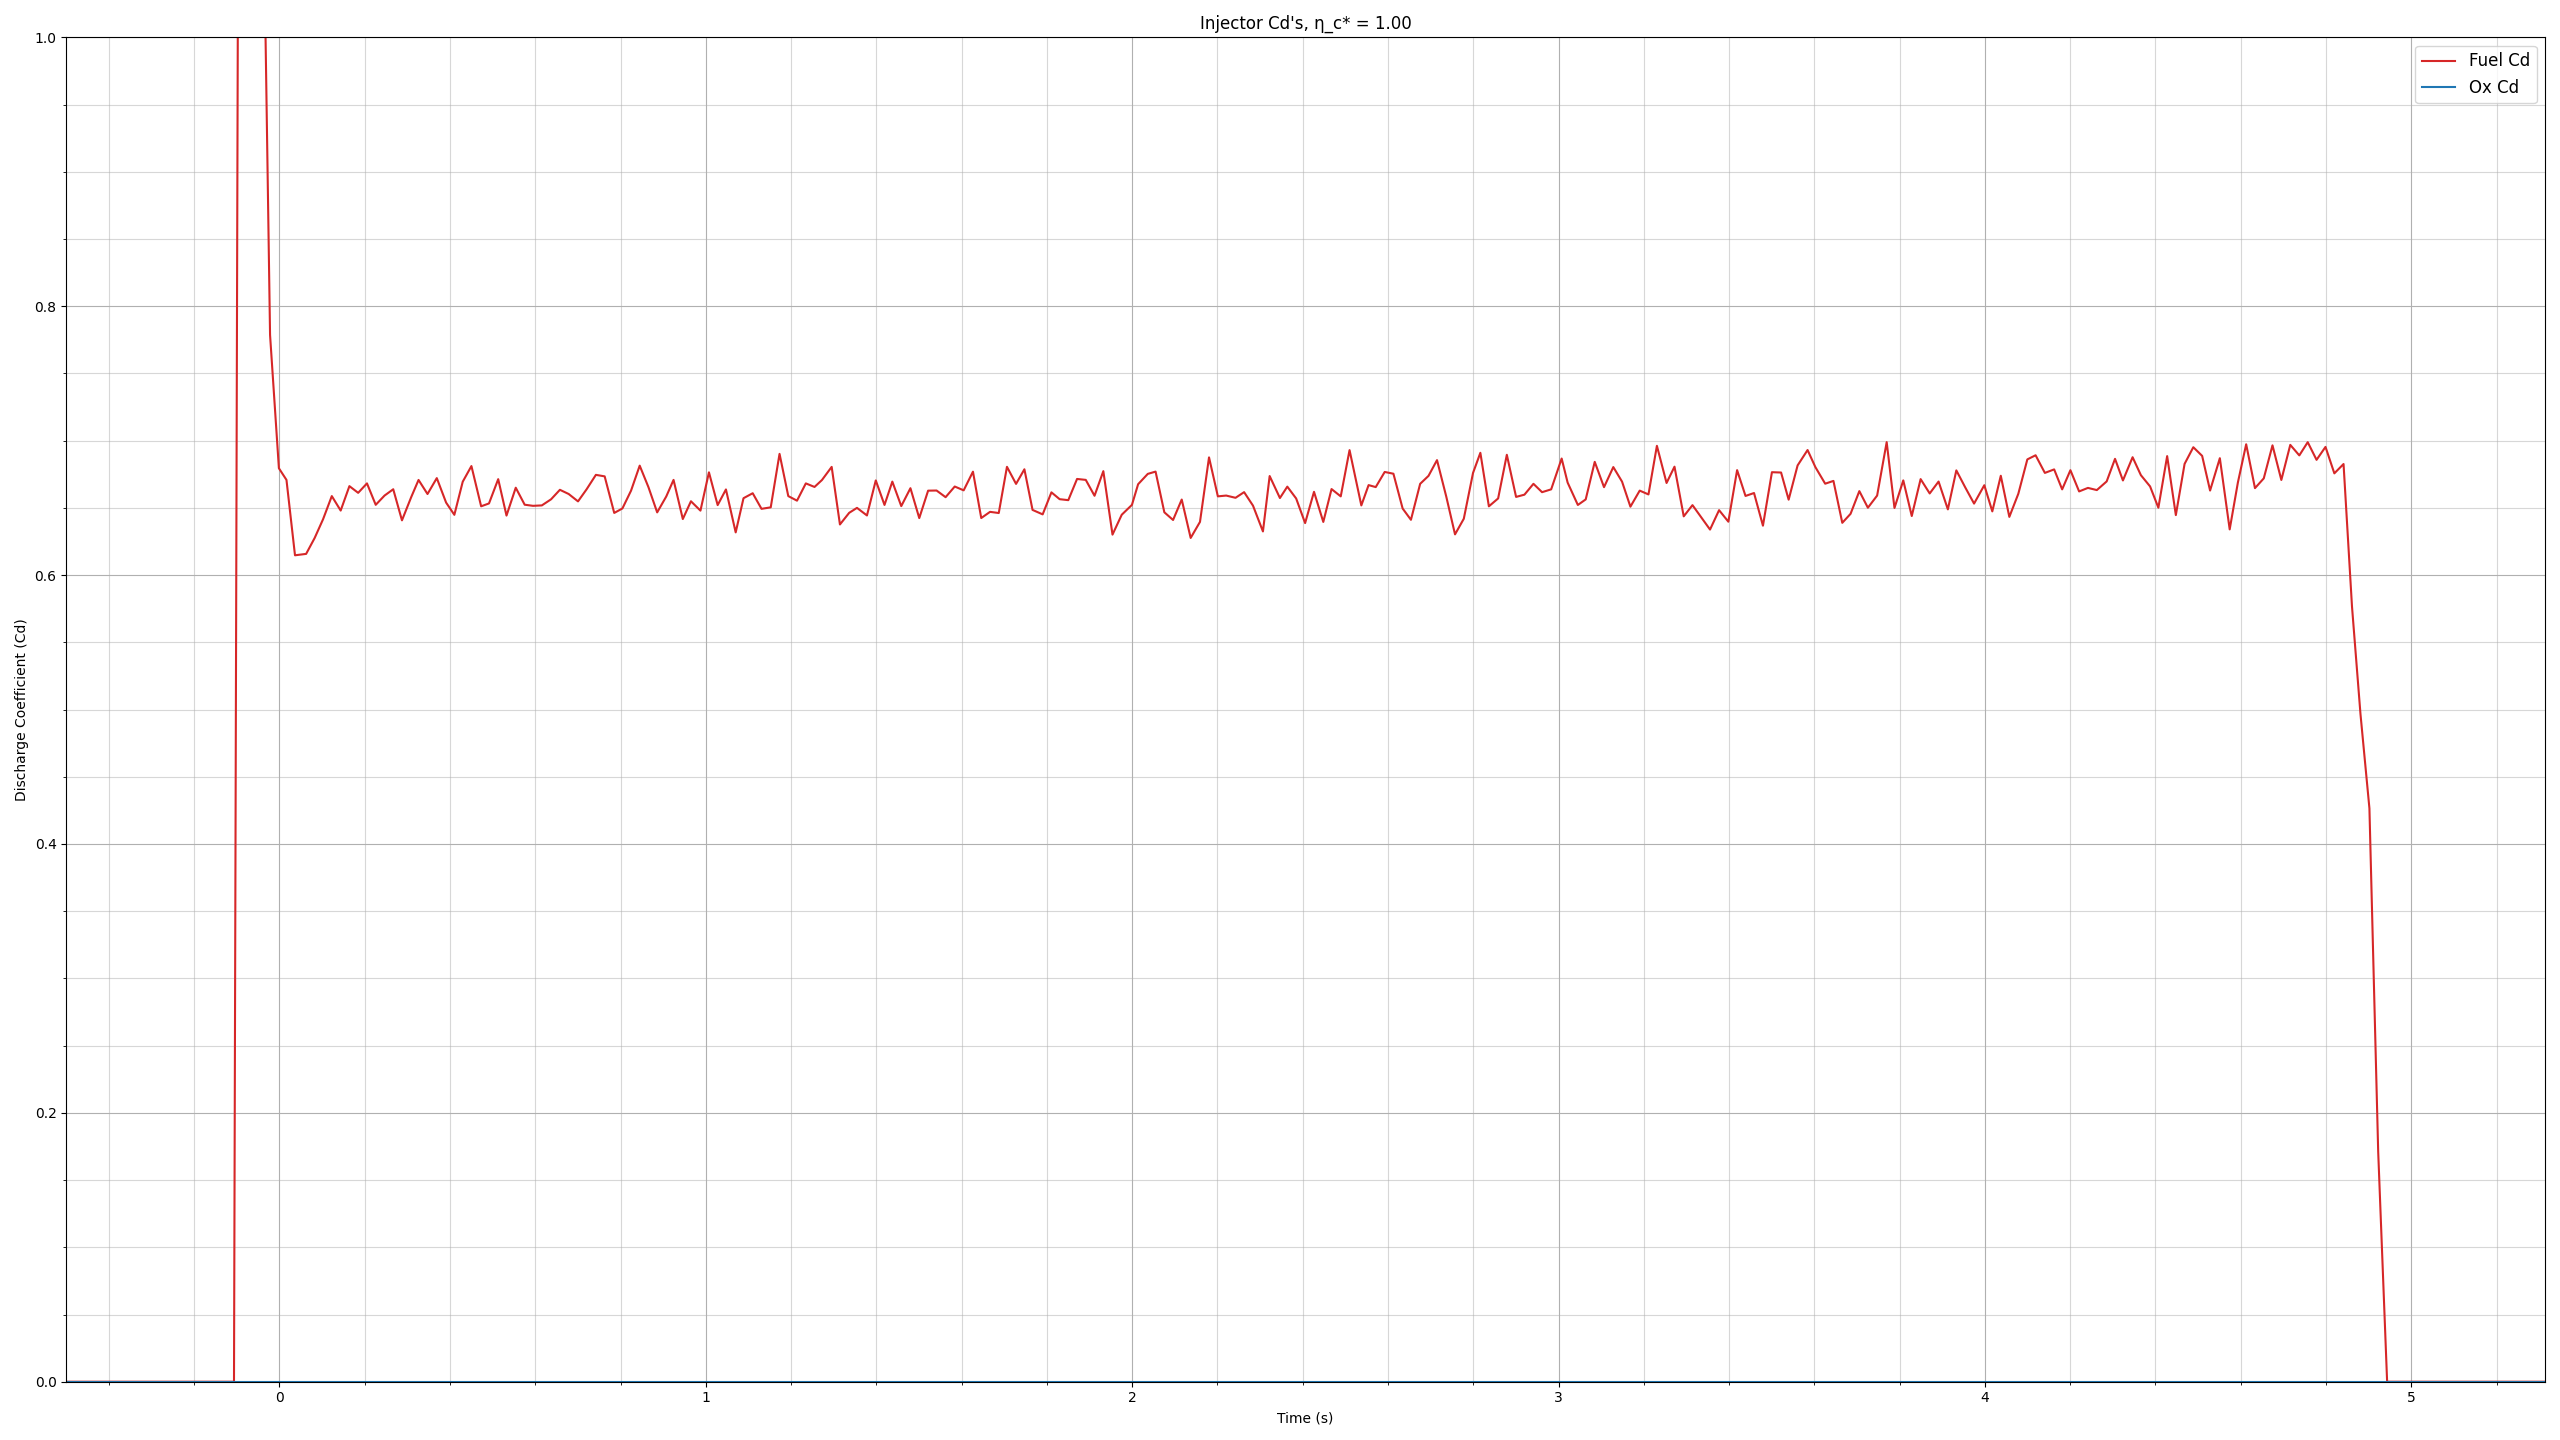 Injector Cd's, η_c* = 1.00
Fuel Cd
Ox Cd
Discharge Coefficient (Cd)
1.0
0.8
0.6
0.4
0.2
0.0
0 1 2 3 4 5
Time (s)